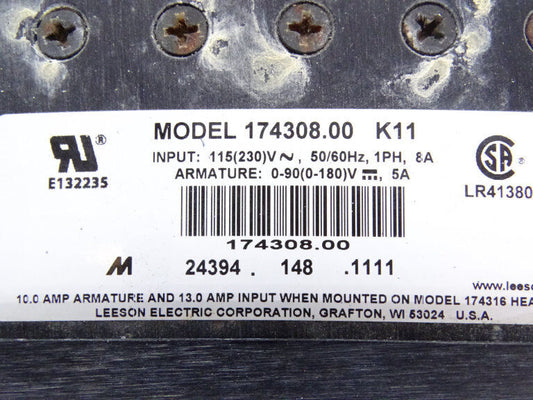 MODEL 174308.00 K11
INPUT: 115(230)V~, 50/60Hz, 1PH, 8A
ARMATURE: 0-90(0-180)V⎓, 5A
E132235
LR41380
174308.00
M 24394 . 148 .1111
www.lees
10.0 AMP ARMATURE AND 13.0 AMP INPUT WHEN MOUNTED ON MODEL 174316 HEA
LEESON ELECTRIC CORPORATION, GRAFTON, WI 53024 U.S.A.